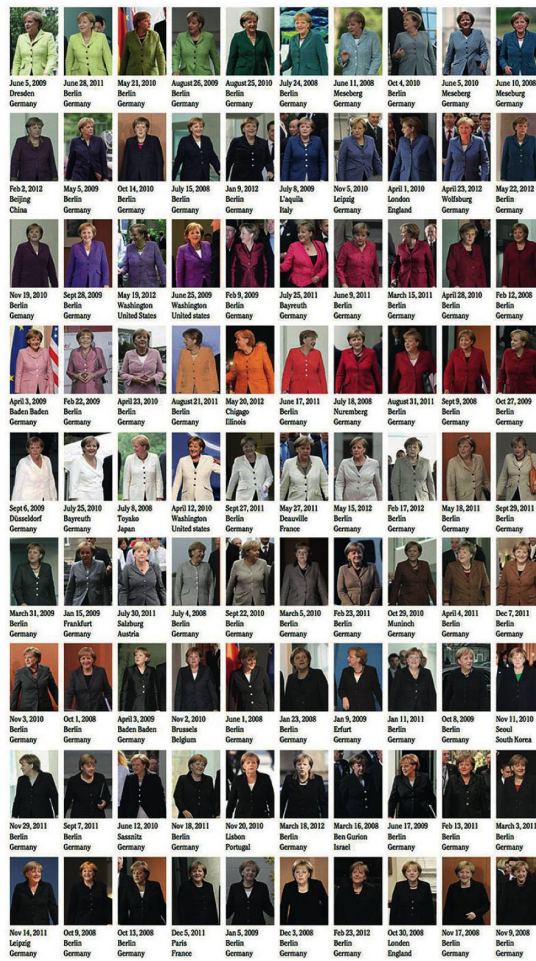 June 5, 2009
Dresden
Germany
June 28, 2011
Berlin
Germany
May 21, 2010
Berlin
Germany
August 26, 2009
Berlin
Germany
August 25, 2010
Berlin
Germany
July 24, 2008
Berlin
Germany
June 11, 2008
Meseberg
Germany
Oct 4, 2010
Berlin
Germany
June 5, 2010
Meseberg
Germany
June 10, 2008
Meseburg
Germany
Feb 2, 2012
Beijing
China
May 5, 2009
Berlin
Germany
Oct 14, 2010
Berlin
Germany
July 15, 2008
Berlin
Germany
Jan 9, 2012
Berlin
Germany
July 8, 2009
L'aquila
Italy
Nov 5, 2010
Leipzig
Germany
April 1, 2010
London
England
April 23, 2012
Wolfsburg
Germany
May 22, 2012
Berlin
Germany
Nov 19, 2010
Berlin
Germany
Sept 28, 2009
Berlin
Germany
May 19, 2012
Washington
United States
June 25, 2009
Washington
United States
Feb 9, 2009
Berlin
Germany
July 25, 2011
Bayreuth
Germany
June 9, 2011
Berlin
Germany
March 15, 2011
Berlin
Germany
April 28, 2010
Berlin
Germany
Feb 12, 2008
Berlin
Germany
April 3, 2009
Baden Baden
Germany
Feb 22, 2009
Berlin
Germany
April 23, 2010
Berlin
Germany
August 21, 2011
Berlin
Germany
May 20, 2012
Chigago
Illinois
June 17, 2011
Berlin
Germany
July 18, 2008
Nuremberg
Germany
August 31, 2011
Berlin
Germany
Sept 9, 2008
Berlin
Germany
Oct 27, 2009
Berlin
Germany
Sept 6, 2009
Düsseldorf
Germany
July 25, 2010
Bayreuth
Germany
July 8, 2008
Toyako
Japan
April 12, 2010
Washington
United states
Sept 27, 2011
Berlin
Germany
May 27, 2011
Deauville
France
May 15, 2012
Berlin
Germany
Feb 17, 2012
Berlin
Germany
May 18, 2011
Berlin
Germany
Sept 29, 2011
Berlin
Germany
March 31, 2009
Berlin
Germany
Jan 15, 2009
Frankfurt
Germany
July 30, 2011
Salzburg
Austria
July 4, 2008
Berlin
Germany
Sept 22, 2010
Berlin
Germany
March 5, 2010
Berlin
Germany
Feb 23, 2011
Berlin
Germany
Oct 29, 2010
Muninch
Germany
April 4, 2011
Berlin
Germany
Dec 7, 2011
Berlin
Germany
Nov 3, 2010
Berlin
Germany
Oct 1, 2008
Berlin
Germany
April 3, 2009
Baden Baden
Germany
Nov 2, 2010
Brussels
Belgium
June 1, 2008
Berlin
Germany
Jan 23, 2008
Berlin
Germany
Jan 9, 2009
Erfurt
Germany
Jan 11, 2011
Berlin
Germany
Oct 8, 2009
Berlin
Germany
Nov 11, 2010
Seoul
South Korea
Nov 29, 2011
Berlin
Germany
Sept 7, 2011
Berlin
Germany
June 12, 2010
Sassnitz
Germany
Nov 18, 2011
Berlin
Germany
Nov 20, 2010
Lisbon
Portugal
March 18, 2012
Berlin
Germany
March 16, 2008
Ben Gurion
Israel
June 17, 2009
Berlin
Germany
Feb 13, 2011
Berlin
Germany
March 3, 2011
Berlin
Germany
Nov 14, 2011
Leipzig
Germany
Oct 9, 2008
Berlin
Germany
Oct 13, 2008
Berlin
Germany
Dec 5, 2011
Paris
France
Jan 5, 2009
Berlin
Germany
Dec 3, 2008
Berlin
Germany
Feb 23, 2012
Berlin
Germany
Oct 30, 2008
London
England
Nov 17, 2008
Berlin
Germany
Nov 9, 2008
Berlin
Germany